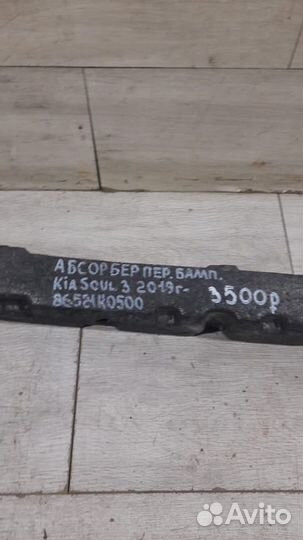 АБСОРБЕР ПЕР. БАМП.
Kia Soul 3 2019г-
86521K0500
3500р
Avito